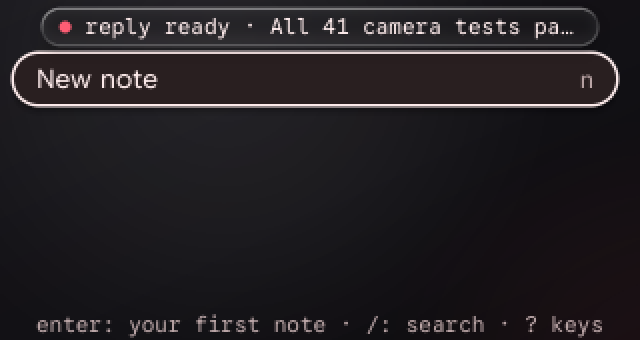 reply ready · All 41 camera tests pa…
New note n
enter: your first note · /: search · ? keys